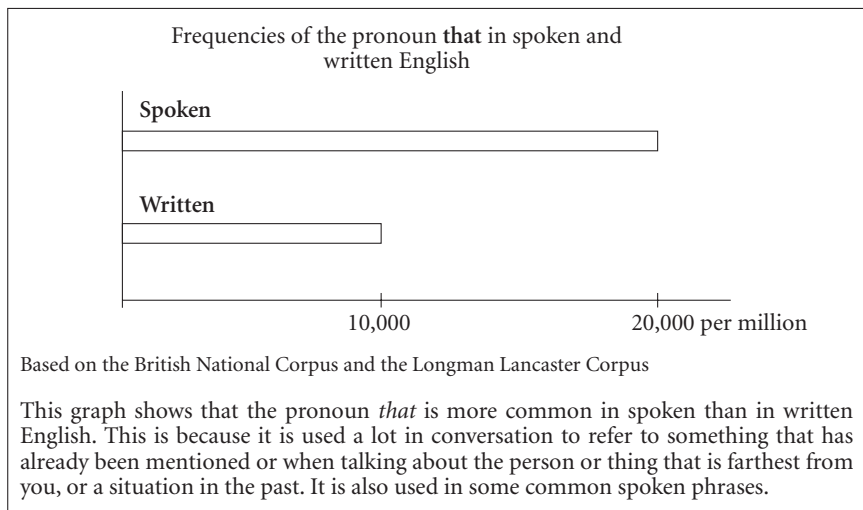 Frequencies of the pronoun that in spoken and
written English
Spoken
Written
10,000
20,000 per million
Based on the British National Corpus and the Longman Lancaster Corpus
This graph shows that the pronoun that is more common in spoken than in written
English. This is because it is used a lot in conversation to refer to something that has
already been mentioned or when talking about the person or thing that is farthest from
you, or a situation in the past. It is also used in some common spoken phrases.